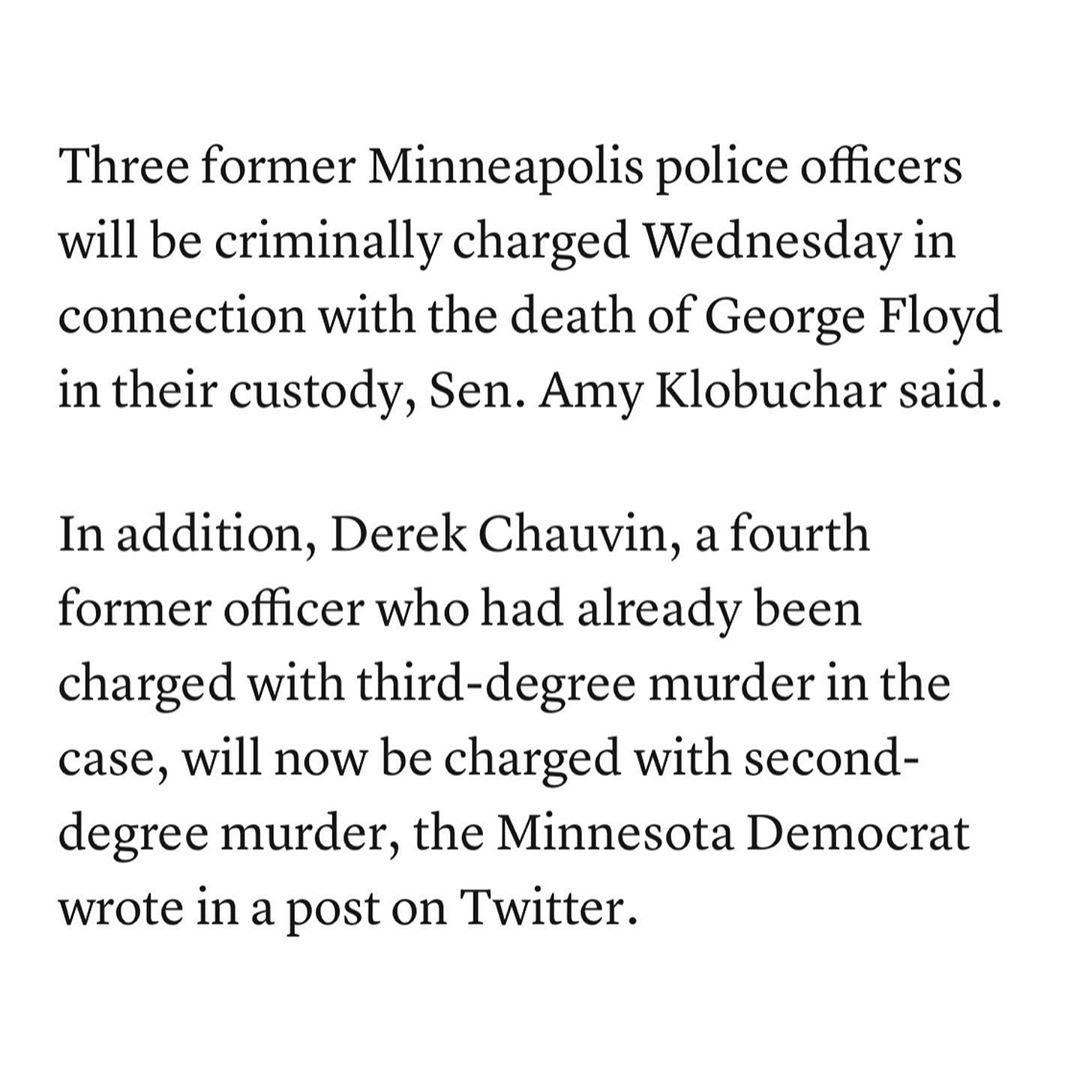 Three former Minneapolis police officers
will be criminally charged Wednesday in
connection with the death of George Floyd
in their custody, Sen. Amy Klobuchar said.
In addition, Derek Chauvin, a fourth
former officer who had already been
charged with third-degree murder in the
case, will now be charged with second-
degree murder, the Minnesota Democrat
wrote in a post on Twitter.